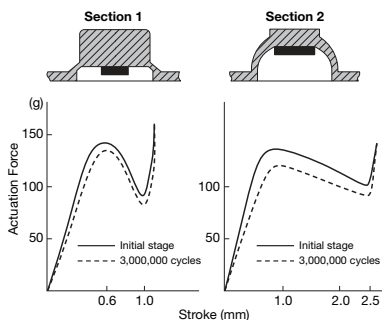 Section 1
Section 2
(g)
Actuation Force
150
100
50
Initial stage
3,000,000 cycles
0.6
1.0
100
50
Initial stage
3,000,000 cycles
1.0
2.0
2.5
Stroke (mm)